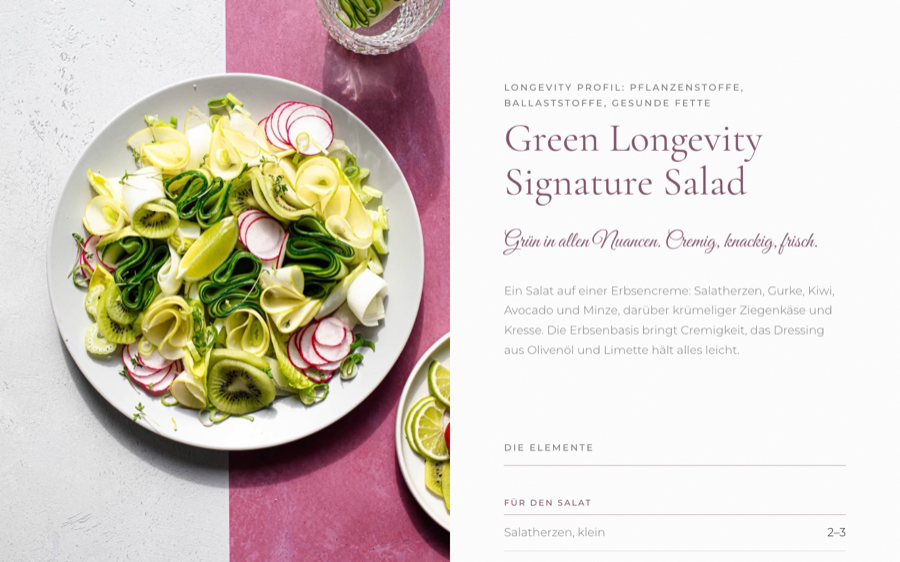 LONGEVITY PROFIL: PFLANZENSTOFFE,
BALLASTSTOFFE, GESUNDE FETTE
Green Longevity
Signature Salad
Grün in allen Nuancen. Cremig, knackig, frisch.
Ein Salat auf einer Erbsencreme: Salatherzen, Gurke, Kiwi,
Avocado und Minze, darüber krümeliger Ziegenkäse und
Kresse. Die Erbsenbasis bringt Cremigkeit, das Dressing
aus Olivenöl und Limette hält alles leicht.
DIE ELEMENTE
FÜR DEN SALAT
Salatherzen, klein 2–3